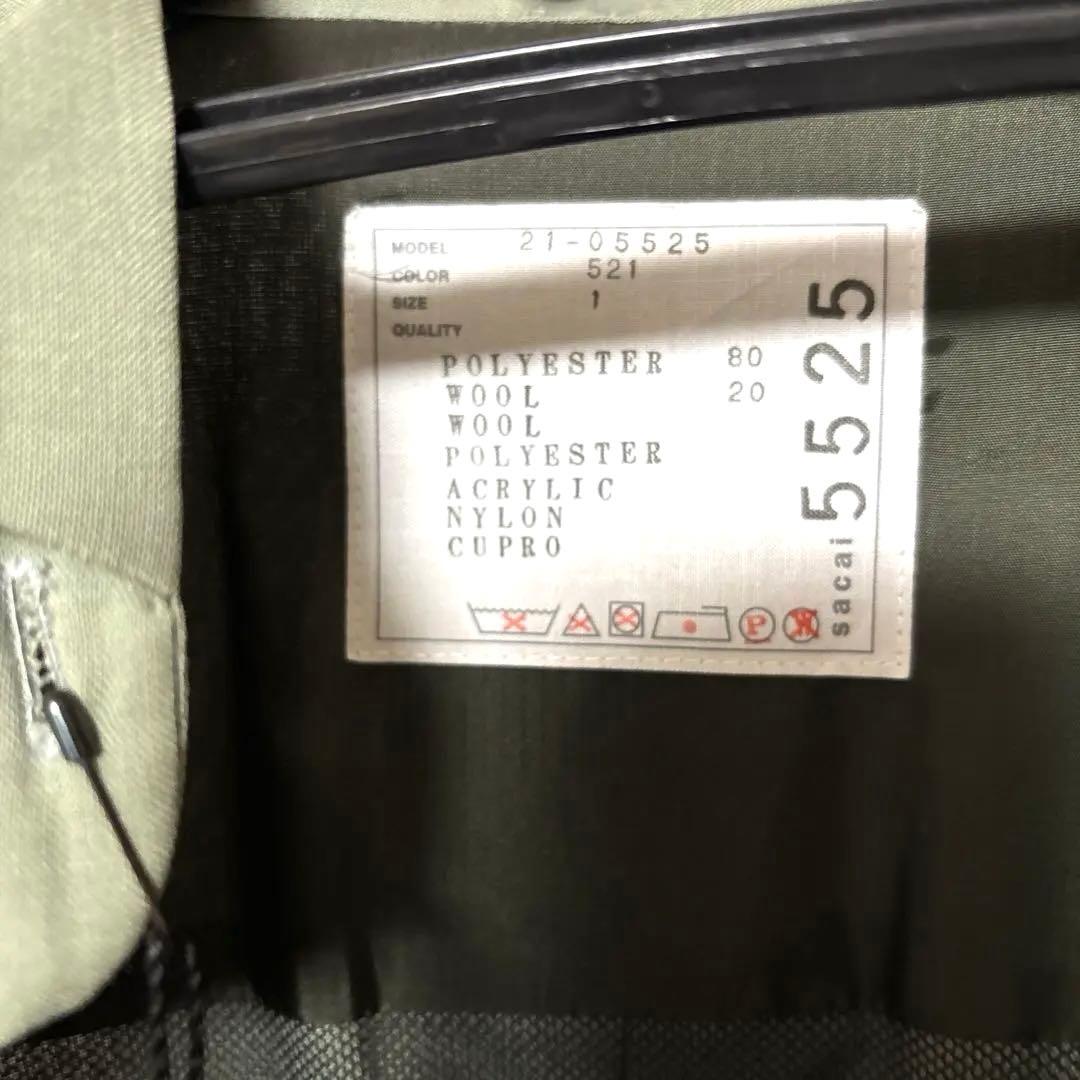 MODEL 21-05525
COLOR 521
SIZE 1
QUALITY
POLYESTER 80
WOOL 20
WOOL
POLYESTER
ACRYLIC
NYLON
CUPRO
P
W
sacai 5525